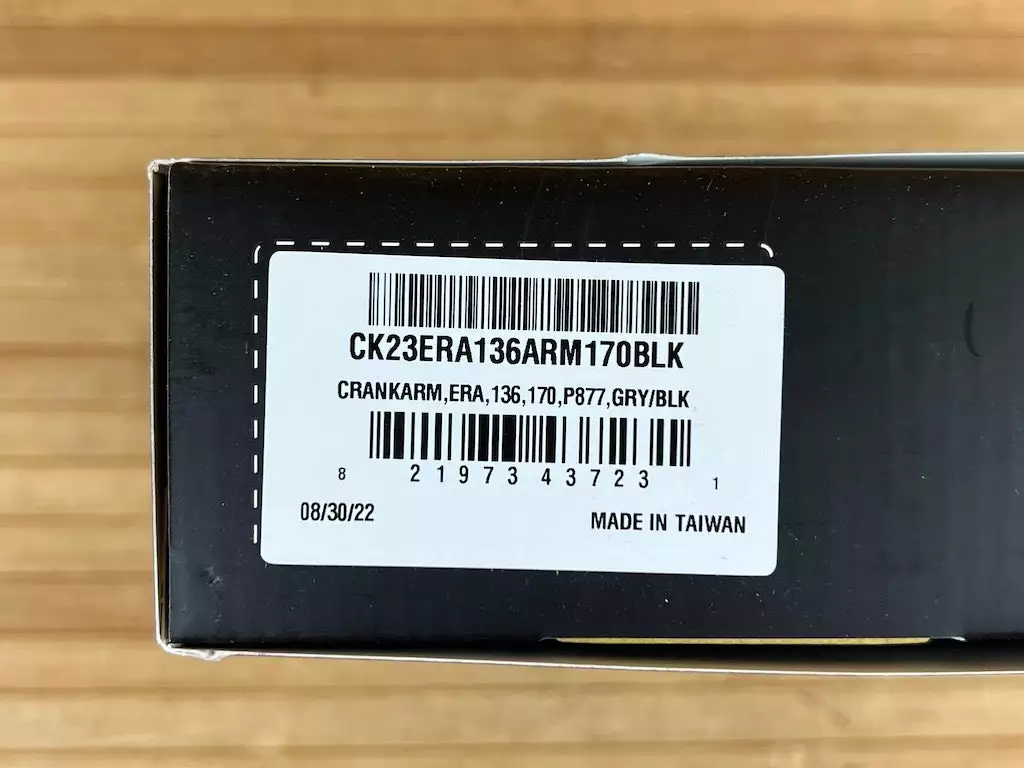 CK23ERA136ARM170BLK
CRANKARM,ERA,136,170,P877,GRY/BLK
8 21973 43723 1
08/30/22
MADE IN TAIWAN